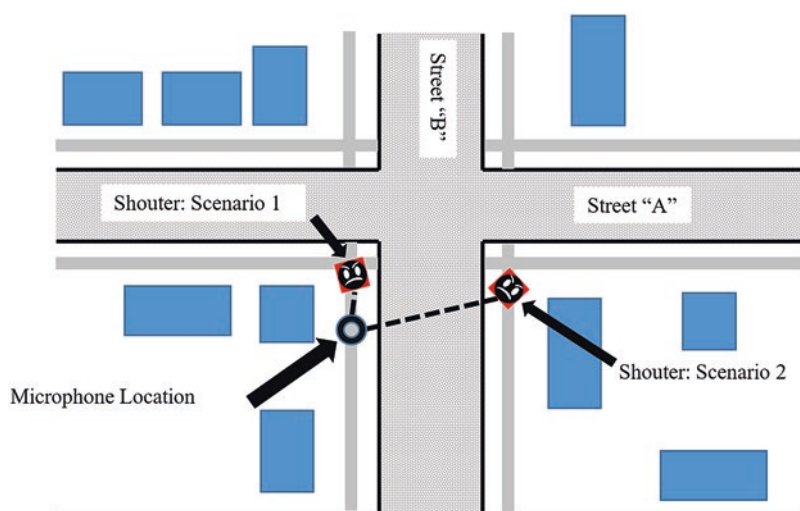 Street “B”
Shouter: Scenario 1
Street “A”
Shouter: Scenario 2
Microphone Location